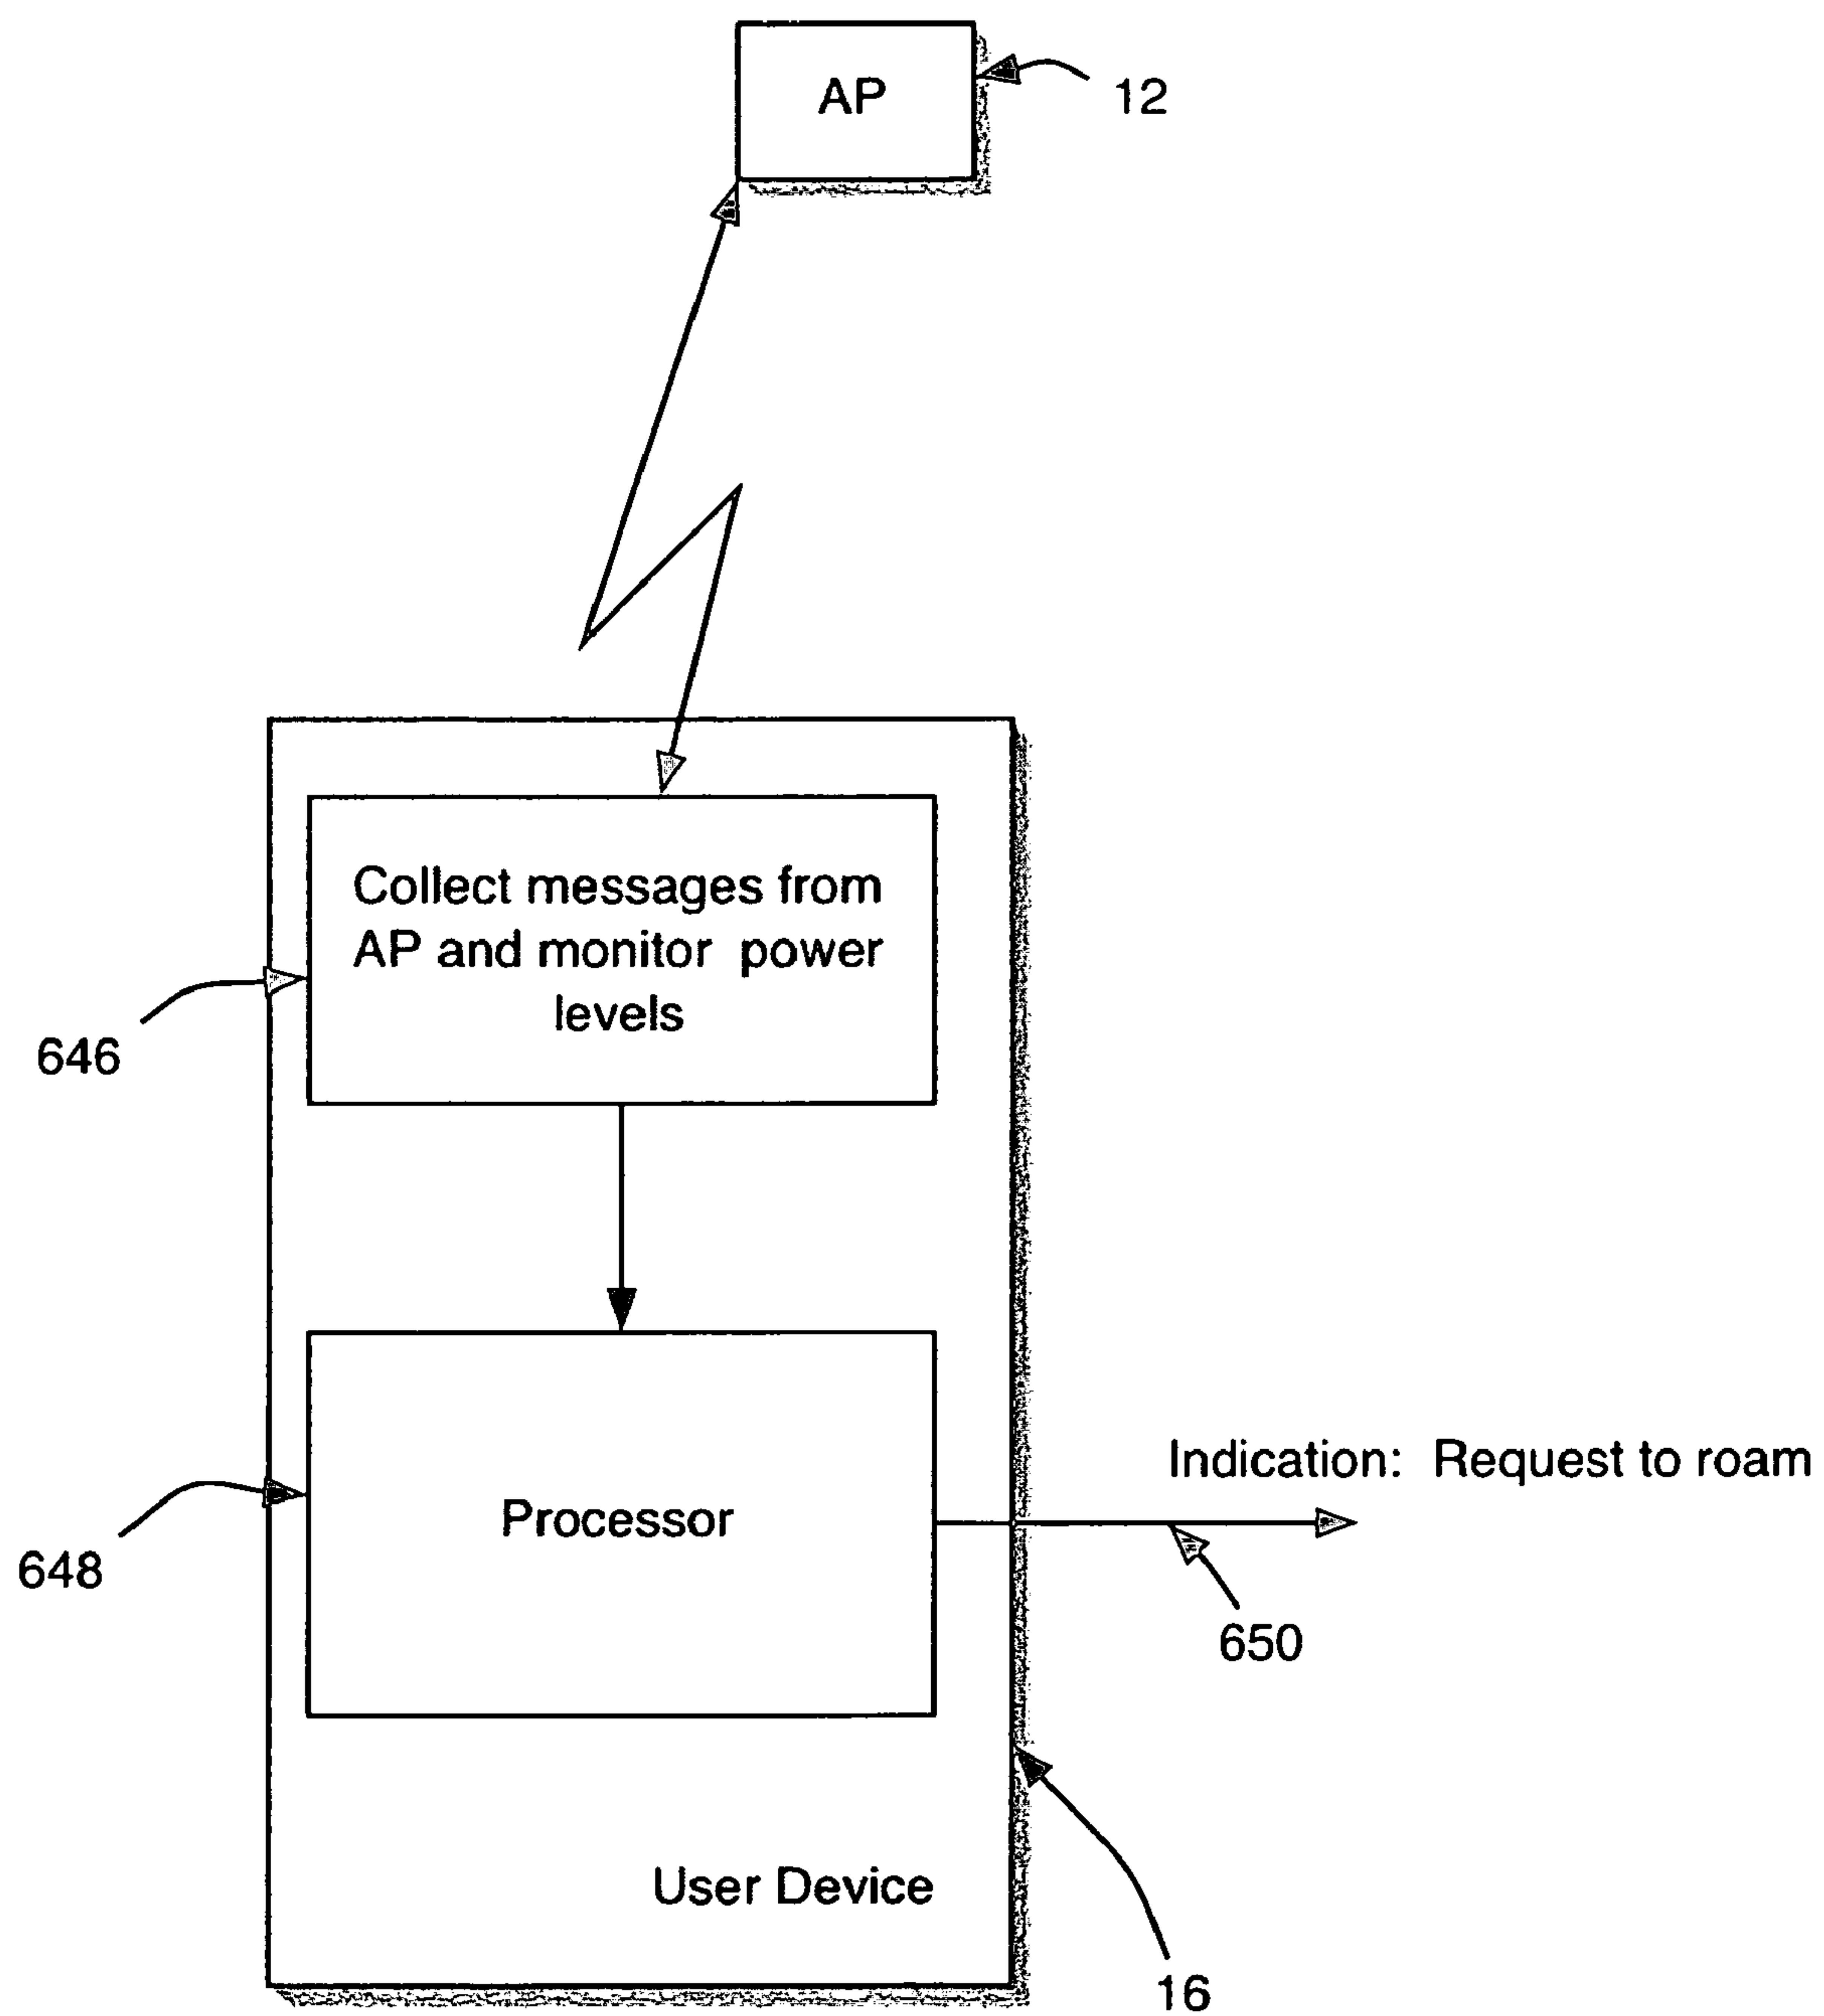 AP
12
Collect messages from
AP and monitor power
levels
646
Indication: Request to roam
Processor
648
650
User Device
16